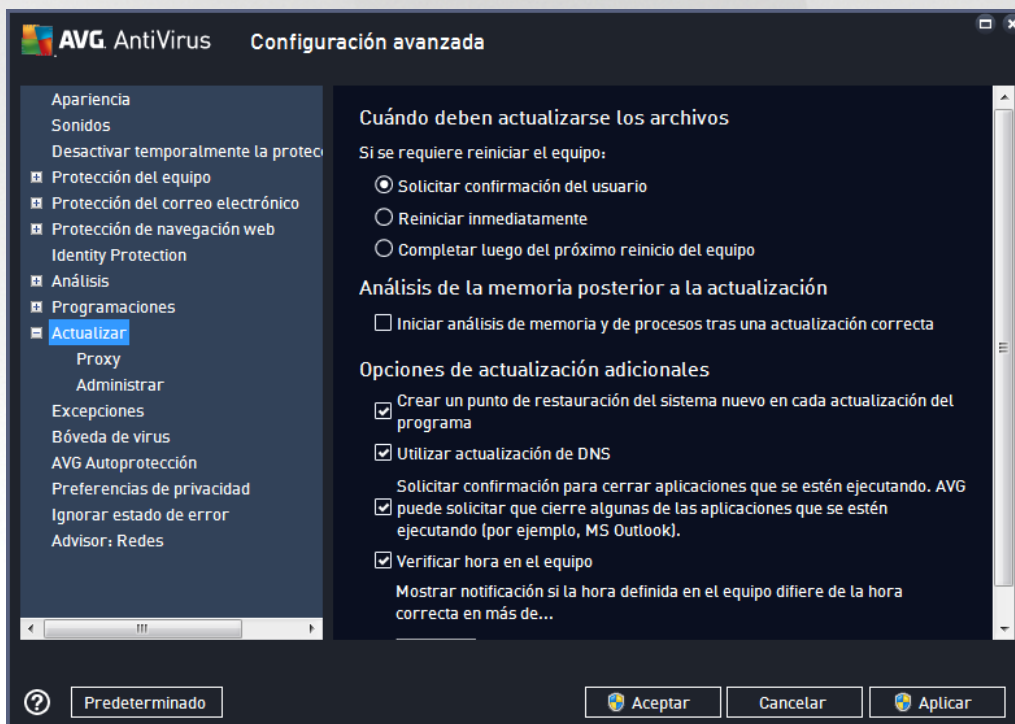 AVG. AntiVirus Configuración avanzada
Apariencia
Sonidos
Desactivar temporalmente la protec
Protección del equipo
Protección del correo electrónico
Protección de navegación web
Identity Protection
Análisis
Programaciones
Actualizar
Proxy
Administrar
Excepciones
Bóveda de virus
AVG Autoprotección
Preferencias de privacidad
Ignorar estado de error
Advisor: Redes
Cuándo deben actualizarse los archivos
Si se requiere reiniciar el equipo:
Solicitar confirmación del usuario
Reiniciar inmediatamente
Completar luego del próximo reinicio del equipo
Análisis de la memoria posterior a la actualización
Iniciar análisis de memoria y de procesos tras una actualización correcta
Opciones de actualización adicionales
Crear un punto de restauración del sistema nuevo en cada actualización del
programa
Utilizar actualización de DNS
Solicitar confirmación para cerrar aplicaciones que se estén ejecutando. AVG
puede solicitar que cierre algunas de las aplicaciones que se estén
ejecutando (por ejemplo, MS Outlook).
Verificar hora en el equipo
Mostrar notificación si la hora definida en el equipo difiere de la hora
correcta en más de...
Predeterminado
Aceptar
Cancelar
Aplicar